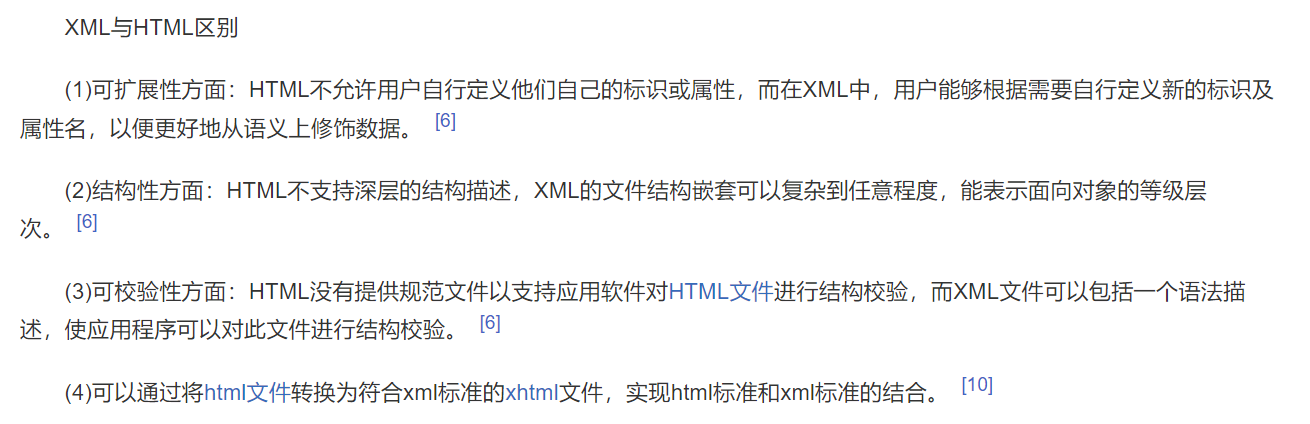 XML与HTML区别
(1)可扩展性方面：HTML不允许用户自行定义他们自己的标识或属性，而在XML中，用户能够根据需要自行定义新的标识及
属性名，以便更好地从语义上修饰数据。 [6]
(2)结构性方面：HTML不支持深层的结构描述，XML的文件结构嵌套可以复杂到任意程度，能表示面向对象的等级层
次。 [6]
(3)可校验性方面：HTML没有提供规范文件以支持应用软件对HTML文件进行结构校验，而XML文件可以包括一个语法描
述，使应用程序可以对此文件进行结构校验。 [6]
(4)可以通过将html文件转换为符合xml标准的xhtml文件，实现html标准和xml标准的结合。 [10]